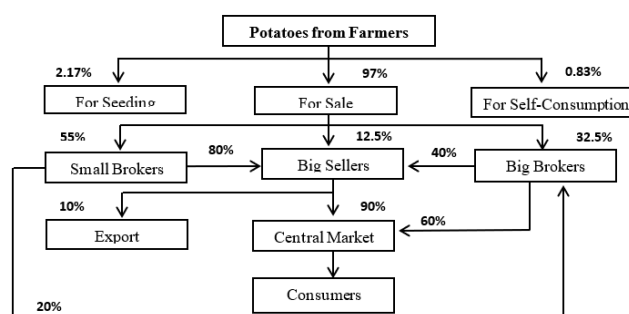 Potatoes from Farmers
2.17%
97%
0.83%
For Seeding
For Sale
For Self-Consumption
55%
12.5%
32.5%
Small Brokers
80%
Big Sellers
40%
Big Brokers
10%
90%
60%
Export
Central Market
Consumers
20%